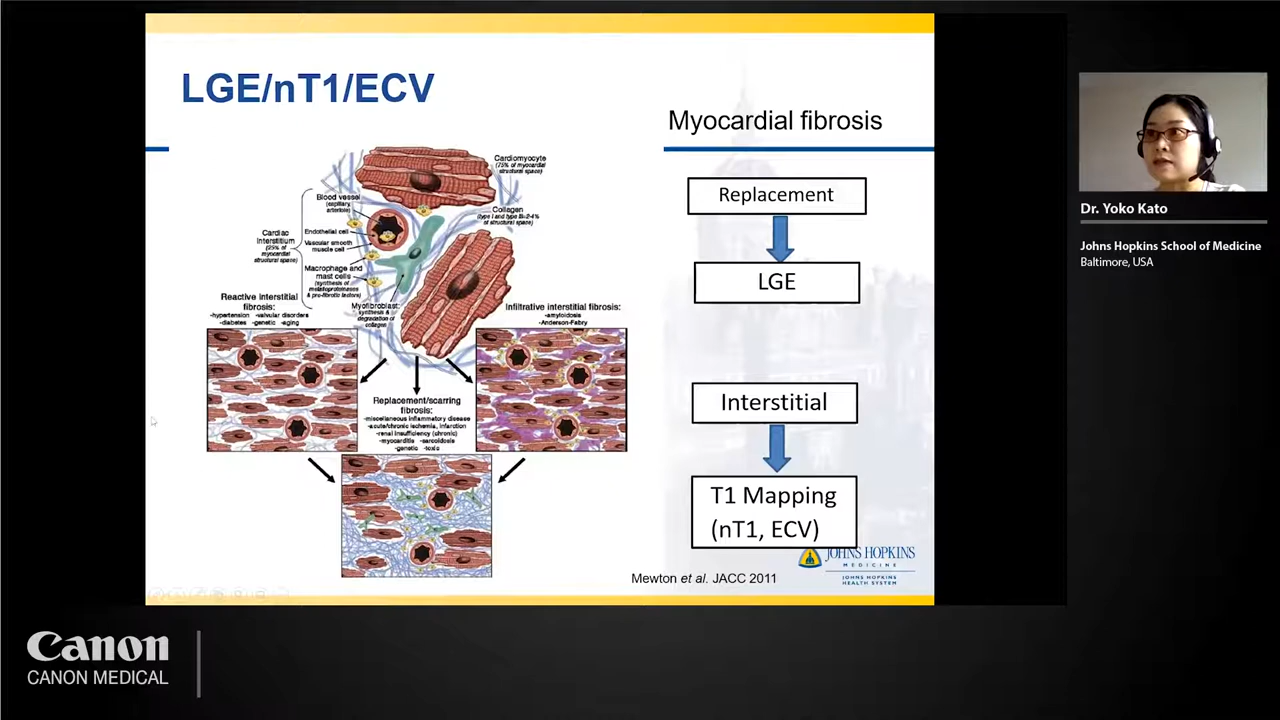 LGE/nT1/ECV
Myocardial fibrosis
Cardiomyocyte
(75% of myocardial
structural space)
Blood vessel
(capillary,
arteriole)
Collagen
(type I and type III=2-4%
of structural space)
Endothelial cell
Vascular smooth
muscle cell
Cardiac
interstitium
(25% of
myocardial
structural space)
Macrophage and
mast cells
(synthesis of
metalloproteinases
& pro-fibrotic factors)
Myofibroblast:
synthesis &
degradation of
collagen
Reactive interstitial
fibrosis:
-hypertension -valvular disorders
-diabetes -genetic -aging
Infiltrative interstitial fibrosis:
-amyloidosis
-Anderson-Fabry
Replacement/scarring
fibrosis:
-miscellaneous inflammatory disease
-acute/chronic ischemia, infarction
-renal insufficiency (chronic)
-myocarditis -sarcoidosis
-genetic -toxic
Replacement
LGE
Interstitial
T1 Mapping
(nT1, ECV)
JOHNS HOPKINS
MEDICINE
JOHNS HOPKINS
HEALTH SYSTEM
Mewton et al. JACC 2011
Dr. Yoko Kato
Johns Hopkins School of Medicine
Baltimore, USA
Canon
CANON MEDICAL